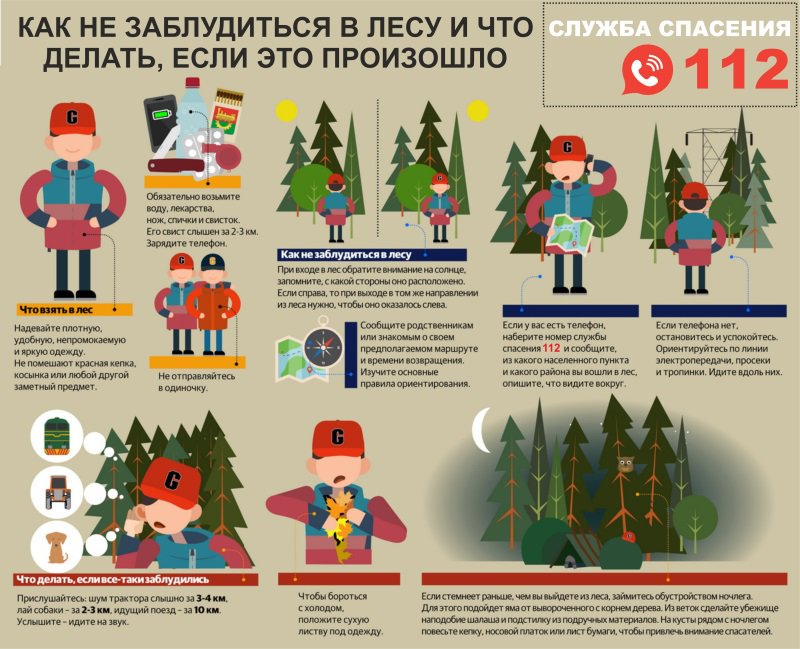 КАК НЕ ЗАБЛУДИТЬСЯ В ЛЕСУ И ЧТО
ДЕЛАТЬ, ЕСЛИ ЭТО ПРОИЗОШЛО
СЛУЖБА СПАСЕНИЯ
112
Обязательно возьмите
воду, лекарства,
нож, спички и свисток.
Его свист слышен за 2-3 км.
Зарядите телефон.
Что взять в лес
Надевайте плотную,
удобную, непромокаемую
и яркую одежду.
Не помешают красная кепка,
косынка или любой другой
заметный предмет.
Не отправляйтесь
в одиночку.
Как не заблудиться в лесу
При входе в лес обратите внимание на солнце,
запомните, с какой стороны оно расположено.
Если справа, то при выходе в том же направлении
из леса нужно, чтобы оно оказалось слева.
Сообщите родственникам
или знакомым о своем
предполагаемом маршруте
и времени возвращения.
Изучите основные
правила ориентирования.
Если у вас есть телефон,
наберите номер службы
спасения 112 и сообщите,
из какого населенного пункта
и какого района вы вошли в лес,
опишите, что видите вокруг.
Если телефона нет,
остановитесь и успокойтесь.
Ориентируйтесь по линии
электропередачи, просеки
и тропинки. Идите вдоль них.
Что делать, если все-таки заблудились
Прислушайтесь: шум трактора слышно за 3-4 км,
лай собаки – за 2-3 км, идущий поезд – за 10 км.
Услышите – идите на звук.
Чтобы бороться
с холодом,
положите сухую
листву под одежду.
Если стемнеет раньше, чем вы выйдете из леса, займитесь обустройством ночлега.
Для этого подойдет яма от вывороченного с корнем дерева. Из веток сделайте убежище
наподобие шалаша и подстилку из подручных материалов. На кусты рядом с ночлегом
повесьте кепку, носовой платок или лист бумаги, чтобы привлечь внимание спасателей.